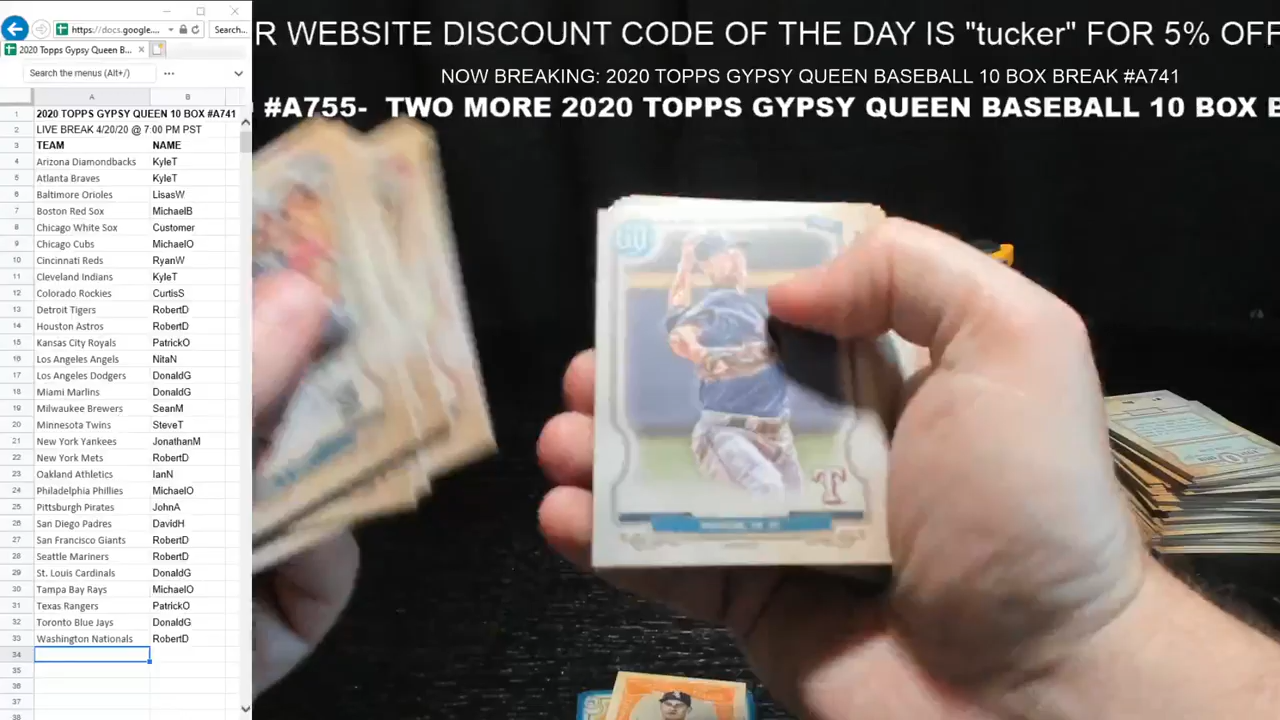 R WEBSITE DISCOUNT CODE OF THE DAY IS "tucker" FOR 5% OFF
NOW BREAKING: 2020 TOPPS GYPSY QUEEN BASEBALL 10 BOX BREAK #A741
#A755- TWO MORE 2020 TOPPS GYPSY QUEEN BASEBALL 10 BOX
https://docs.google....
Search...
2020 Topps Gypsy Queen B...
Search the menus (Alt+/)
A B
1 2020 TOPPS GYPSY QUEEN 10 BOX #A741
2 LIVE BREAK 4/20/20 @ 7:00 PM PST
3 TEAM NAME
4 Arizona Diamondbacks KyleT
5 Atlanta Braves KyleT
6 Baltimore Orioles LisasW
7 Boston Red Sox MichaelB
8 Chicago White Sox Customer
9 Chicago Cubs MichaelO
10 Cincinnati Reds RyanW
11 Cleveland Indians KyleT
12 Colorado Rockies CurtisS
13 Detroit Tigers RobertD
14 Houston Astros RobertD
15 Kansas City Royals PatrickO
16 Los Angeles Angels NitaN
17 Los Angeles Dodgers DonaldG
18 Miami Marlins DonaldG
19 Milwaukee Brewers SeanM
20 Minnesota Twins SteveT
21 New York Yankees JonathanM
22 New York Mets RobertD
23 Oakland Athletics IanN
24 Philadelphia Phillies MichaelO
25 Pittsburgh Pirates JohnA
26 San Diego Padres DavidH
27 San Francisco Giants RobertD
28 Seattle Mariners RobertD
29 St. Louis Cardinals DonaldG
30 Tampa Bay Rays MichaelO
31 Texas Rangers PatrickO
32 Toronto Blue Jays DonaldG
33 Washington Nationals RobertD
34
35
36
37
38
GQ
T